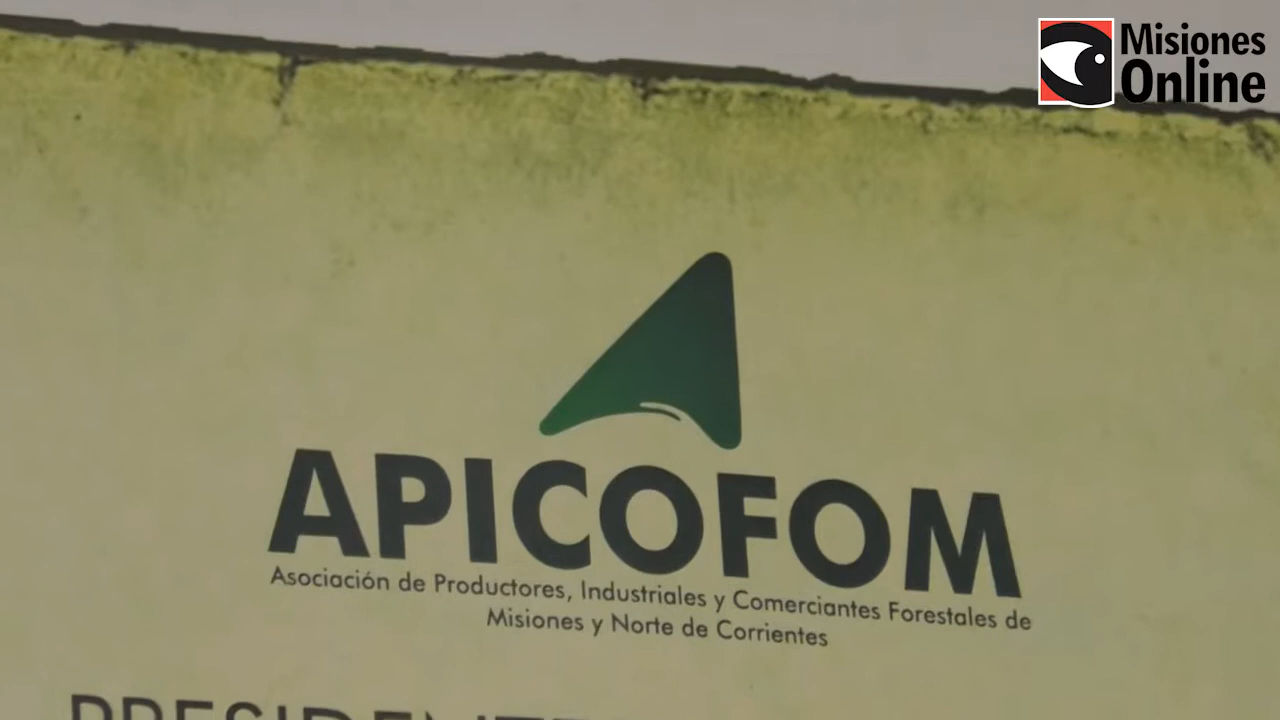 Misiones
Online
APICOFOM
Asociación de Productores, Industriales y Comerciantes Forestales de
Misiones y Norte de Corrientes